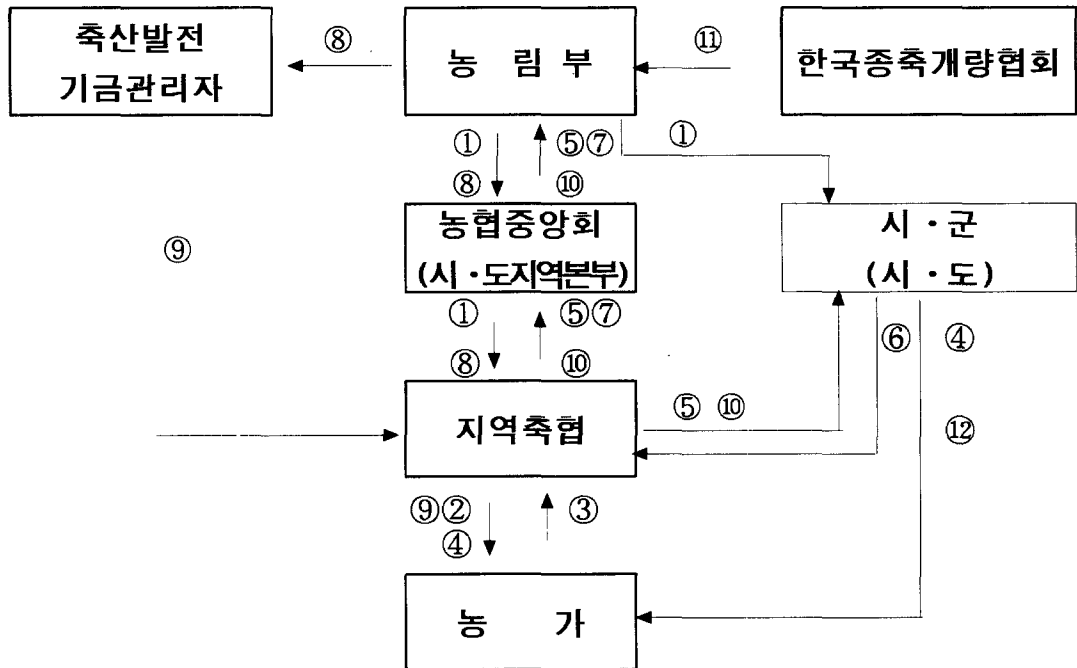 축산발전
기금관리자
⑧
농 림 부
⑪
한국종축개량협회
① ⑤⑦ ①
⑧ ⑩
⑨
농협중앙회
(시·도지역본부)
시·군
(시·도)
① ⑤⑦ ⑥ ④
⑧ ⑩
지역축협
⑤ ⑩
⑫
⑨② ③
④
농 가